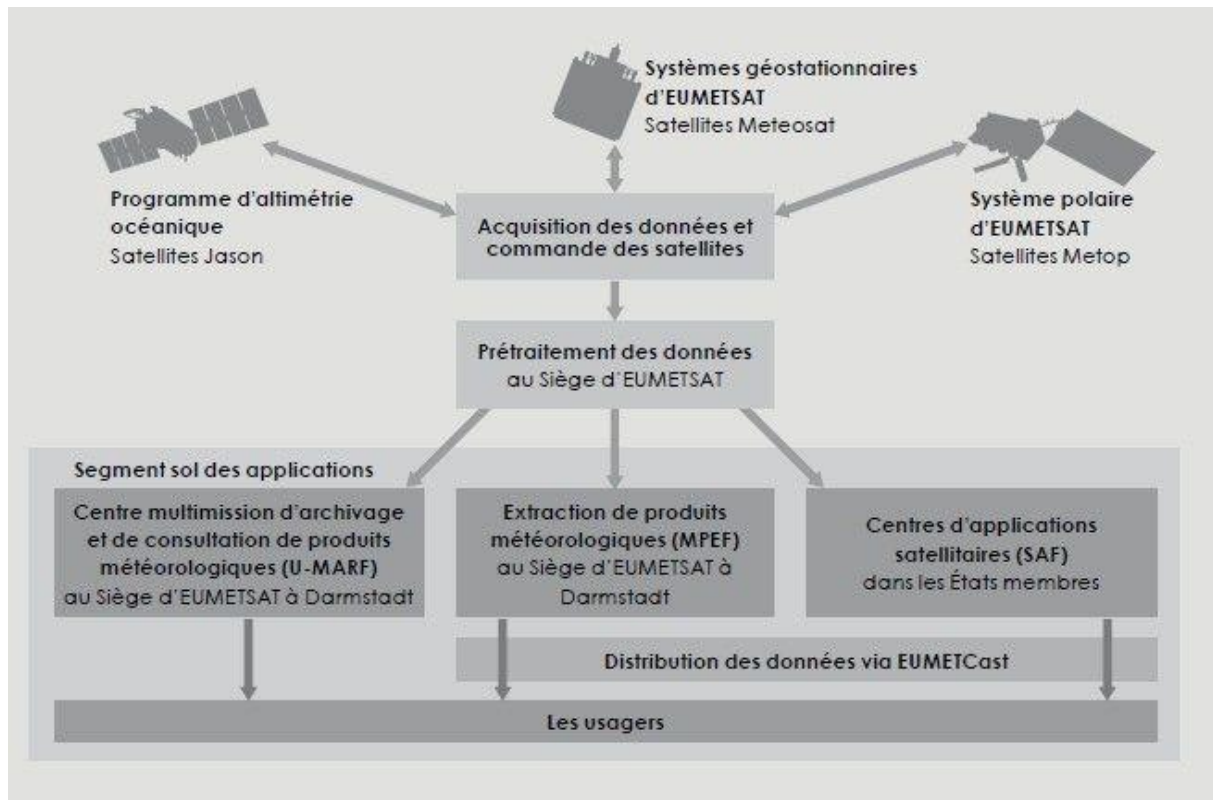 Systèmes géostationnaires
d'EUMETSAT
Satellites Meteosat
Programme d'altimétrie
océanique
Satellites Jason
Système polaire
d'EUMETSAT
Satellites Metop
Acquisition des données et
commande des satellites
Prétraitement des données
au Siège d'EUMETSAT
Segment sol des applications
Centre multimission d'archivage
et de consultation de produits
météorologiques (U-MARF)
au Siège d'EUMETSAT à Darmstadt
Extraction de produits
météorologiques (MPEF)
au Siège d'EUMETSAT à
Darmstadt
Centres d'applications
satellitaires (SAF)
dans les États membres
Distribution des données via EUMETCast
Les usagers